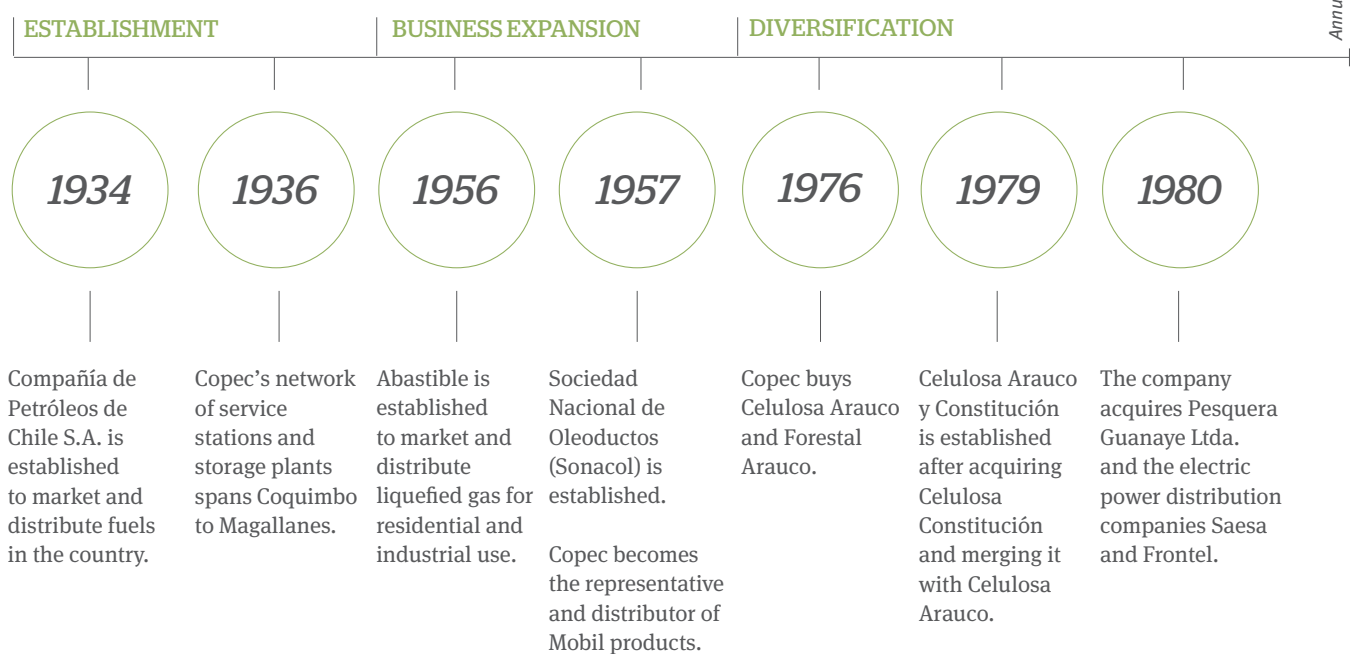 Annu
ESTABLISHMENT
BUSINESS EXPANSION
DIVERSIFICATION
1934
1936
1956
1957
1976
1979
1980
Compañía de
Petróleos de
Chile S.A. is
established
to market and
distribute fuels
in the country.
Copec’s network
of service
stations and
storage plants
spans Coquimbo
to Magallanes.
Abastible is
established
to market and
distribute
liquefied gas for
residential and
industrial use.
Sociedad
Nacional de
Oleoductos
(Sonacol) is
established.
Copec becomes
the representative
and distributor of
Mobil products.
Copec buys
Celulosa Arauco
and Forestal
Arauco.
Celulosa Arauco
y Constitución
is established
after acquiring
Celulosa
Constitución
and merging it
with Celulosa
Arauco.
The company
acquires Pesquera
Guanaye Ltda.
and the electric
power distribution
companies Saesa
and Frontel.